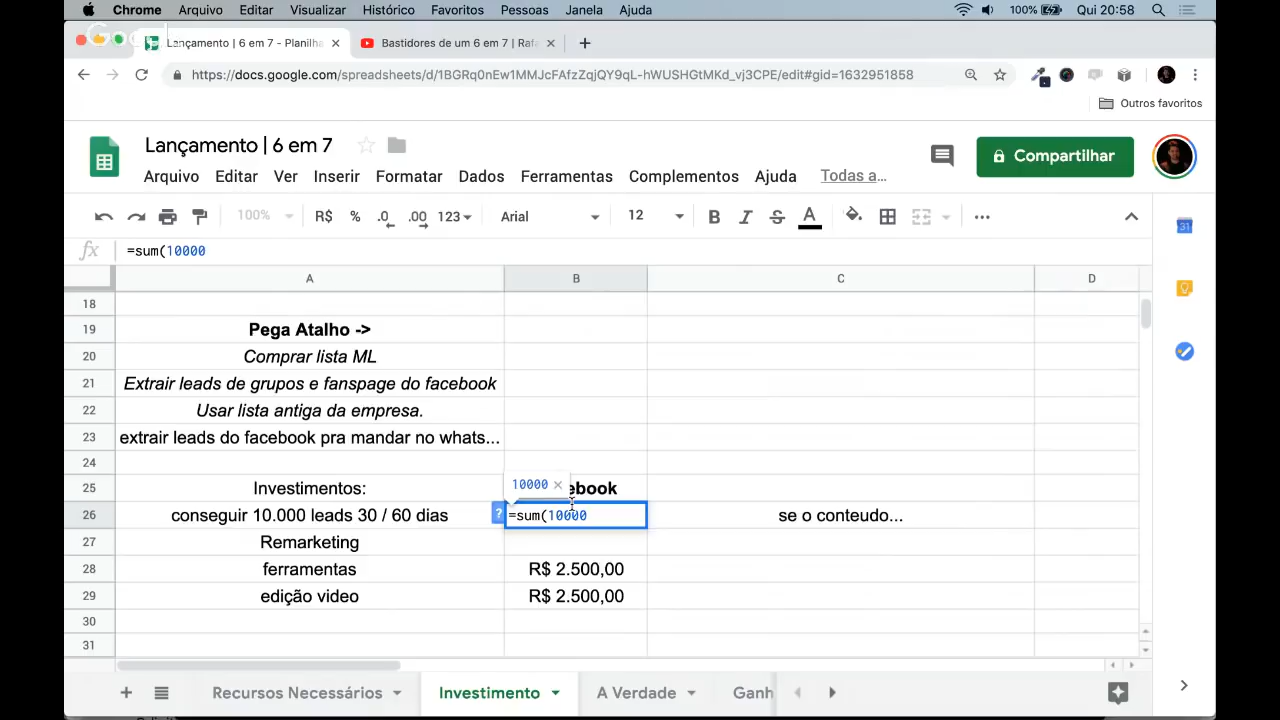 Chrome Arquivo Editar Visualizar Histórico Favoritos Pessoas Janela Ajuda 100% Qui 20:58
Lançamento | 6 em 7 - Planilha × Bastidores de um 6 em 7 | Rafa × +
https://docs.google.com/spreadsheets/d/1BGRq0nEw1MMJcFAfzZqjQY9qL-hWUSHGtMKd_vj3CPE/edit#gid=1632951858
Outros favoritos
Lançamento | 6 em 7
Compartilhar
Arquivo Editar Ver Inserir Formatar Dados Ferramentas Complementos Ajuda Todas a...
100% R$ % .0 .00 123 Arial 12 B I S A ...
fx =sum(10000
A B C D
18
19 Pega Atalho ->
20 Comprar lista ML
21 Extrair leads de grupos e fanspage do facebook
22 Usar lista antiga da empresa.
23 extrair leads do facebook pra mandar no whats...
24
10000 ×
25 Investimentos: ebook
26 conseguir 10.000 leads 30 / 60 dias ? =sum(10000 se o conteudo...
27 Remarketing
28 ferramentas R$ 2.500,00
29 edição video R$ 2.500,00
30
31
+ Recursos Necessários Investimento A Verdade Ganh
31